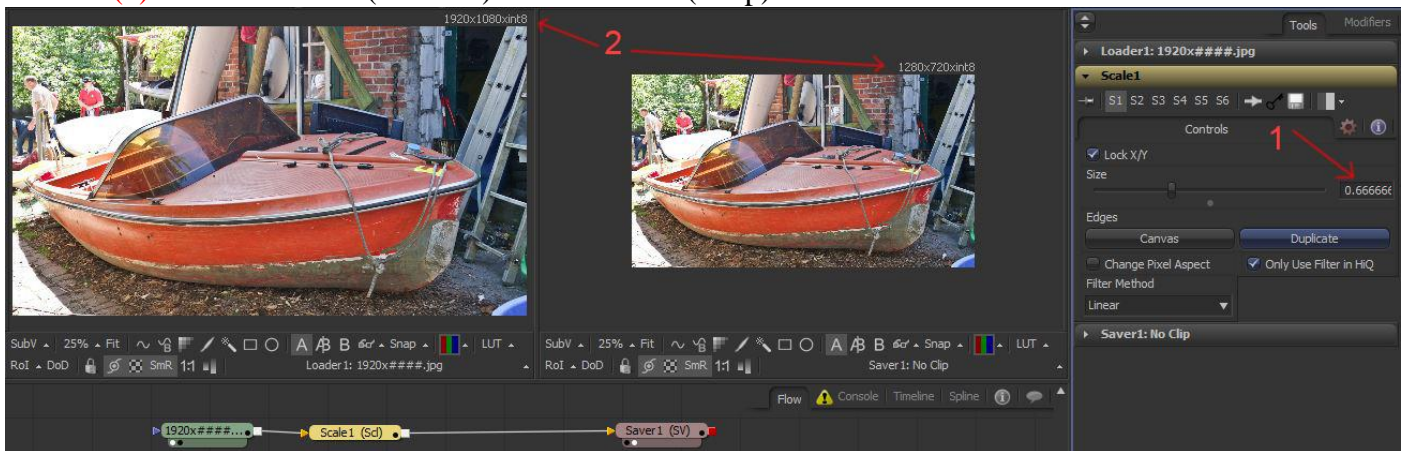 1920x1080xint8
2
1280x720xint8
Tools
Modifiers
Loader1: 1920x####.jpg
Scale1
S1 S2 S3 S4 S5 S6
Controls
1
Lock X/Y
Size
0.666666
Edges
Canvas
Duplicate
Change Pixel Aspect
Only Use Filter in HiQ
Filter Method
Linear
Saver1: No Clip
SubV 25% Fit A B Snap LUT
RoI DoD SmR 1:1 Loader1: 1920x####.jpg
SubV 25% Fit A B Snap LUT
RoI DoD SmR 1:1 Saver1: No Clip
Flow Console Timeline Spline
1920x####...
Scale1 (Scl)
Saver1 (SV)